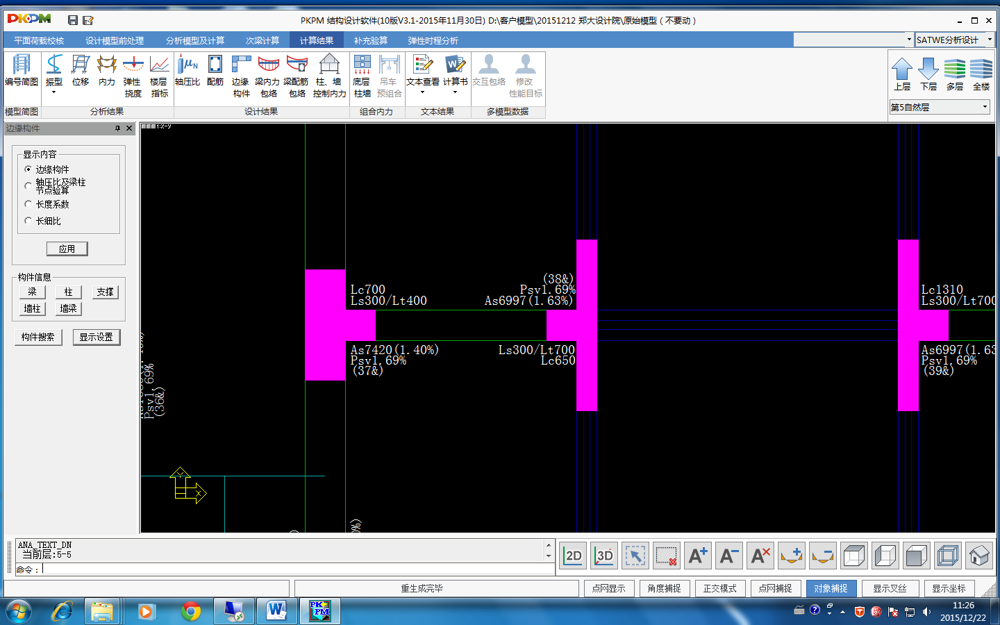 PKPM
PKPM 结构设计软件(10版V3.1-2015年11月30日) D:\客户模型\20151212 郑大设计院\原始模型 ( 不要动 )
平面荷载校核 设计模型前处理 分析模型及计算 次梁计算 计算结果 补充验算 弹性时程分析
SATWE分析设计
编号简图 振型 位移 内力 弹性挠度 楼层指标 轴压比 配筋 边缘构件 梁内力包络 梁配筋包络 柱、墙控制内力 底层柱墙 吊车预组合 文本查看 计算书 交互包络 修改性能目标
上层 下层 多层 全楼
模型简图 分析结果 设计结果 组合内力 文本结果 多模型数据
第5自然层
边缘构件
显示内容
边缘构件
轴压比及梁柱
节点验算
长度系数
长细比
应用
构件信息
梁 柱 支撑
墙柱 墙梁
构件搜索 显示设置
1:X-Y
Lc700
Ls300/Lt400
As7420(1.40%)
Psv1.69%
(37&)
(38&)
Psv1.69%
As6997(1.63%)
Ls300/Lt700
Lc650
Lc1310
Ls300/Lt700
As6997(1.63
Psv1.69%
(39&)
Psv1.69%
(36&)
Y
X
ANA_TEXT_DN
当前层:5-5
命令 :
2D 3D A+ A- A×
重生成完毕
点网显示 角度捕捉 正交模式 点网捕捉 对象捕捉 显示叉丝 显示坐标
11:26
2015/12/22